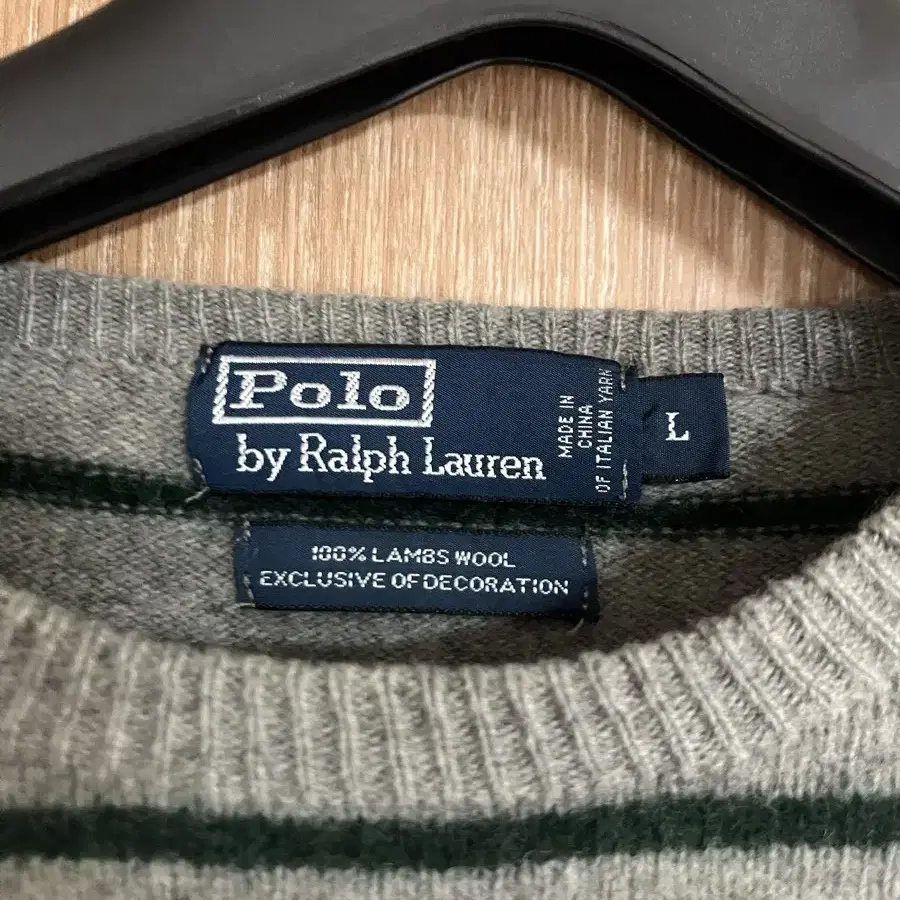 Polo
by Ralph Lauren
MADE IN
CHINA
OF ITALIAN YARN
L
100% LAMBS WOOL
EXCLUSIVE OF DECORATION